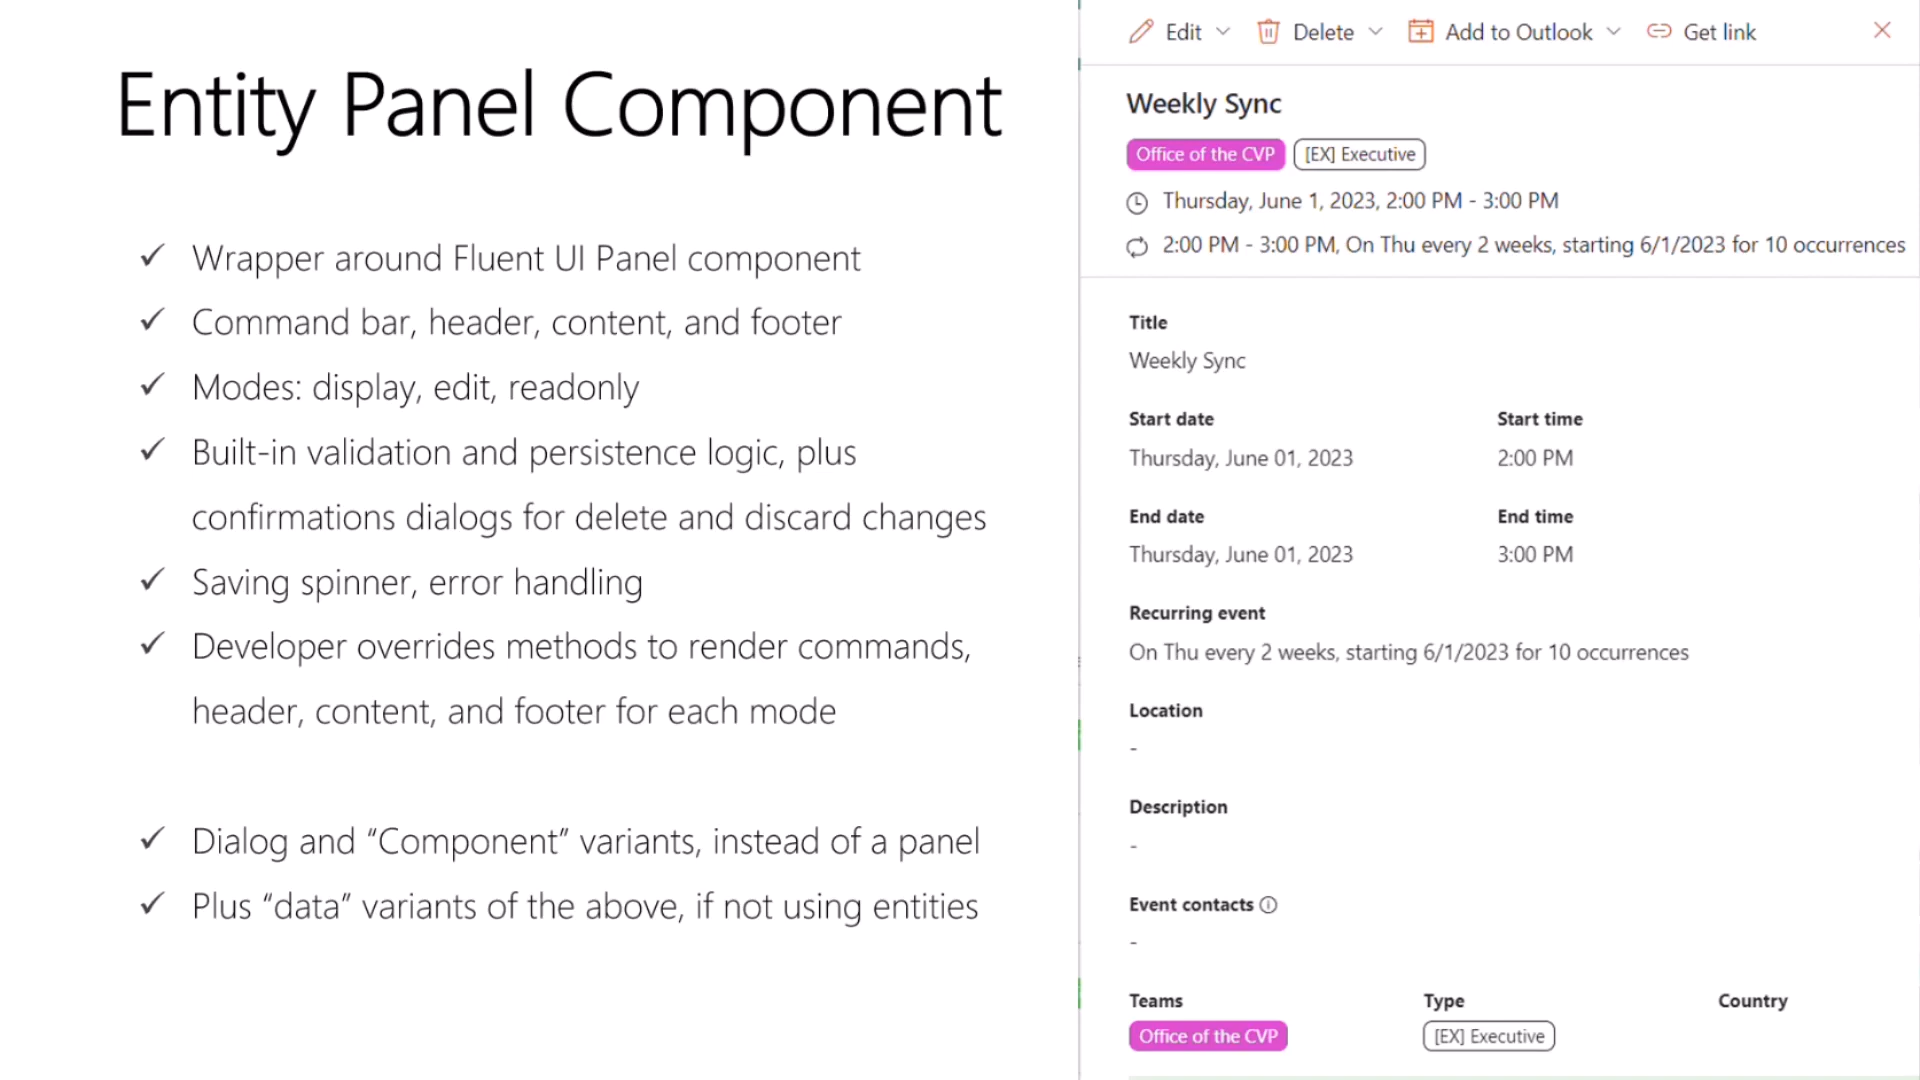 Entity Panel Component
✓ Wrapper around Fluent UI Panel component
✓ Command bar, header, content, and footer
✓ Modes: display, edit, readonly
✓ Built-in validation and persistence logic, plus
confirmations dialogs for delete and discard changes
✓ Saving spinner, error handling
✓ Developer overrides methods to render commands,
header, content, and footer for each mode
✓ Dialog and “Component” variants, instead of a panel
✓ Plus “data” variants of the above, if not using entities
Edit Delete Add to Outlook Get link
Weekly Sync
Office of the CVP [EX] Executive
Thursday, June 1, 2023, 2:00 PM - 3:00 PM
2:00 PM - 3:00 PM, On Thu every 2 weeks, starting 6/1/2023 for 10 occurrences
Title
Weekly Sync
Start date Start time
Thursday, June 01, 2023 2:00 PM
End date End time
Thursday, June 01, 2023 3:00 PM
Recurring event
On Thu every 2 weeks, starting 6/1/2023 for 10 occurrences
Location
-
Description
-
Event contacts
-
Teams Type Country
Office of the CVP [EX] Executive